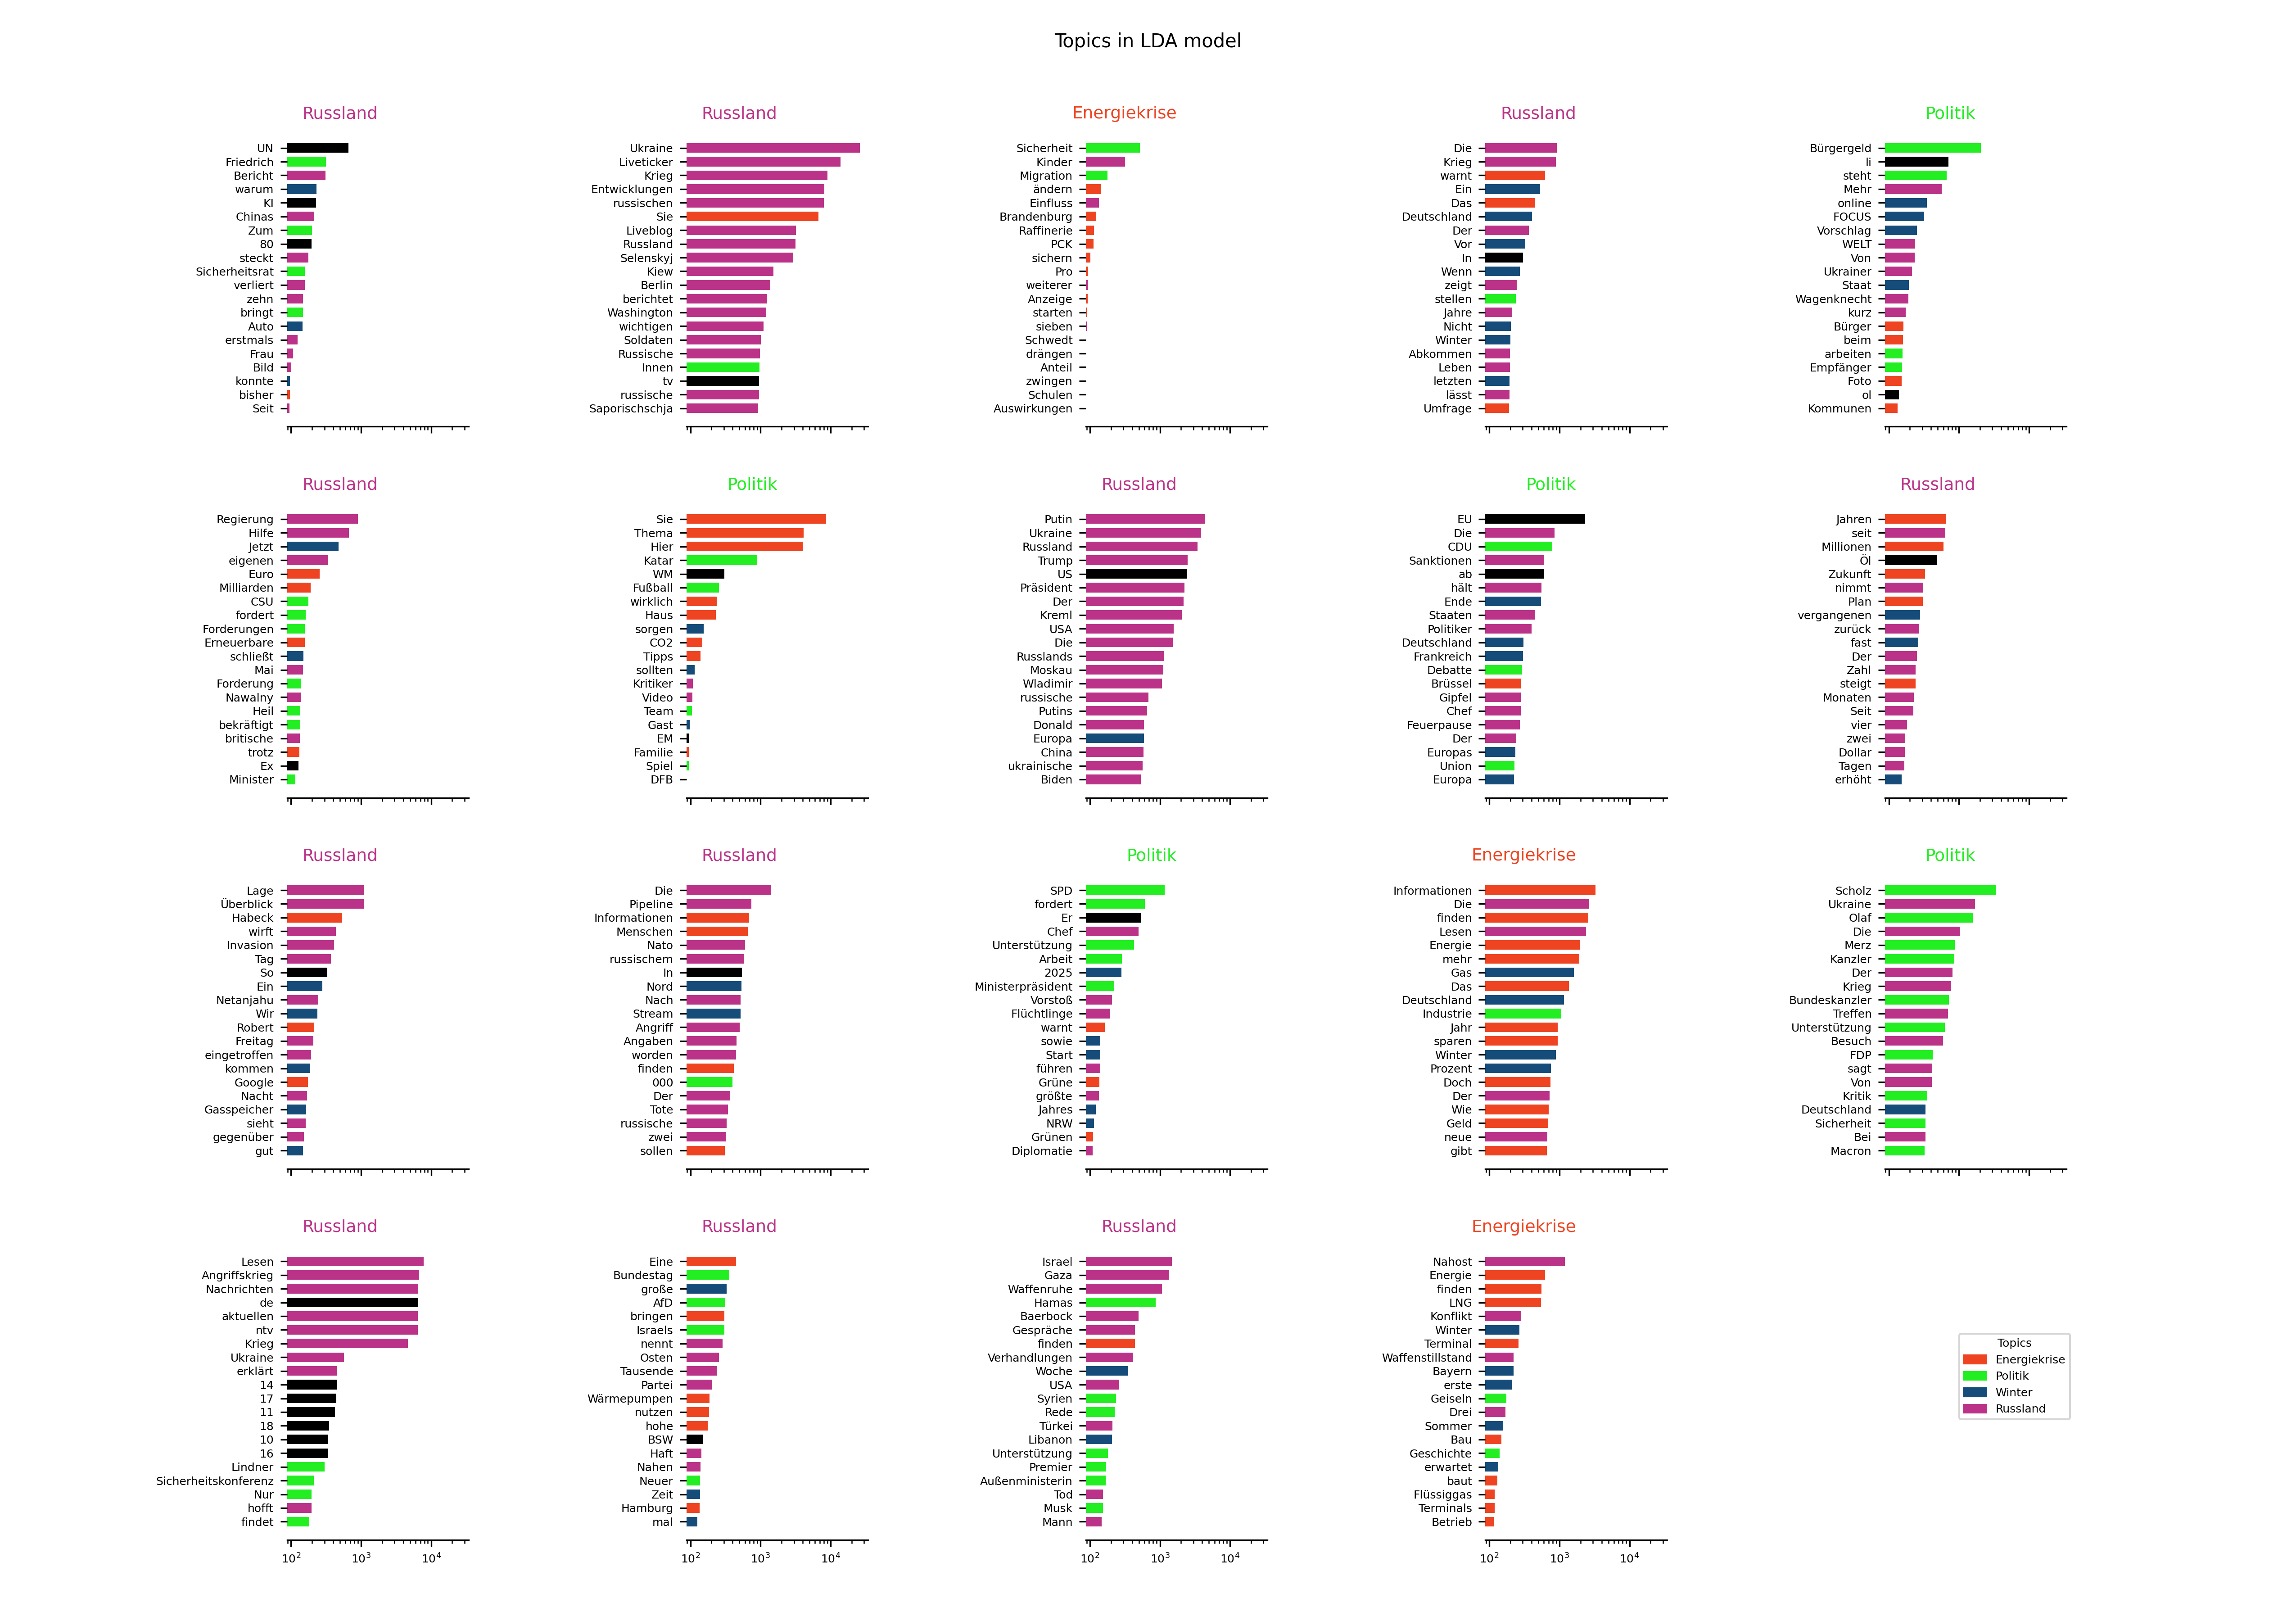 Topics in LDA model
Russland
UN
Friedrich
Bericht
warum
KI
Chinas
Zum
80
steckt
Sicherheitsrat
verliert
zehn
bringt
Auto
erstmals
Frau
Bild
konnte
bisher
Seit
Russland
Ukraine
Liveticker
Krieg
Entwicklungen
russischen
Sie
Liveblog
Russland
Selenskyj
Kiew
Berlin
berichtet
Washington
wichtigen
Soldaten
Russische
Innen
tv
russische
Saporischschja
Energiekrise
Sicherheit
Kinder
Migration
ändern
Einfluss
Brandenburg
Raffinerie
PCK
sichern
Pro
weiterer
Anzeige
starten
sieben
Schwedt
drängen
Anteil
zwingen
Schulen
Auswirkungen
Russland
Die
Krieg
warnt
Ein
Das
Deutschland
Der
Vor
In
Wenn
zeigt
stellen
Jahre
Nicht
Winter
Abkommen
Leben
letzten
lässt
Umfrage
Politik
Bürgergeld
li
steht
Mehr
online
FOCUS
Vorschlag
WELT
Von
Ukrainer
Staat
Wagenknecht
kurz
Bürger
beim
arbeiten
Empfänger
Foto
ol
Kommunen
Russland
Regierung
Hilfe
Jetzt
eigenen
Euro
Milliarden
CSU
fordert
Forderungen
Erneuerbare
schließt
Mai
Forderung
Nawalny
Heil
bekräftigt
britische
trotz
Ex
Minister
Politik
Sie
Thema
Hier
Katar
WM
Fußball
wirklich
Haus
sorgen
CO2
Tipps
sollten
Kritiker
Video
Team
Gast
EM
Familie
Spiel
DFB
Russland
Putin
Ukraine
Russland
Trump
US
Präsident
Der
Kreml
USA
Die
Russlands
Moskau
Wladimir
russische
Putins
Donald
Europa
China
ukrainische
Biden
Politik
EU
Die
CDU
Sanktionen
ab
hält
Ende
Staaten
Politiker
Deutschland
Frankreich
Debatte
Brüssel
Gipfel
Chef
Feuerpause
Der
Europas
Union
Europa
Russland
Jahren
seit
Millionen
Öl
Zukunft
nimmt
Plan
vergangenen
zurück
fast
Der
Zahl
steigt
Monaten
Seit
vier
zwei
Dollar
Tagen
erhöht
Russland
Lage
Überblick
Habeck
wirft
Invasion
Tag
So
Ein
Netanjahu
Wir
Robert
Freitag
eingetroffen
kommen
Google
Nacht
Gasspeicher
sieht
gegenüber
gut
Russland
Die
Pipeline
Informationen
Menschen
Nato
russischem
In
Nord
Nach
Stream
Angriff
Angaben
worden
finden
000
Der
Tote
russische
zwei
sollen
Politik
SPD
fordert
Er
Chef
Unterstützung
Arbeit
2025
Ministerpräsident
Vorstoß
Flüchtlinge
warnt
sowie
Start
führen
Grüne
größte
Jahres
NRW
Grünen
Diplomatie
Energiekrise
Informationen
Die
finden
Lesen
Energie
mehr
Gas
Das
Deutschland
Industrie
Jahr
sparen
Winter
Prozent
Doch
Der
Wie
Geld
neue
gibt
Politik
Scholz
Ukraine
Olaf
Die
Merz
Kanzler
Der
Krieg
Bundeskanzler
Treffen
Unterstützung
Besuch
FDP
sagt
Von
Kritik
Deutschland
Sicherheit
Bei
Macron
Russland
Lesen
Angriffskrieg
Nachrichten
de
aktuellen
ntv
Krieg
Ukraine
erklärt
14
17
11
18
10
16
Lindner
Sicherheitskonferenz
Nur
hofft
findet
10² 10³ 10⁴
Russland
Eine
Bundestag
große
AfD
bringen
Israels
nennt
Osten
Tausende
Partei
Wärmepumpen
nutzen
hohe
BSW
Haft
Nahen
Neuer
Zeit
Hamburg
mal
10² 10³ 10⁴
Russland
Israel
Gaza
Waffenruhe
Hamas
Baerbock
Gespräche
finden
Verhandlungen
Woche
USA
Syrien
Rede
Türkei
Libanon
Unterstützung
Premier
Außenministerin
Tod
Musk
Mann
10² 10³ 10⁴
Energiekrise
Nahost
Energie
finden
LNG
Konflikt
Winter
Terminal
Waffenstillstand
Bayern
erste
Geiseln
Drei
Sommer
Bau
Geschichte
erwartet
baut
Flüssiggas
Terminals
Betrieb
10² 10³ 10⁴
Topics
Energiekrise
Politik
Winter
Russland